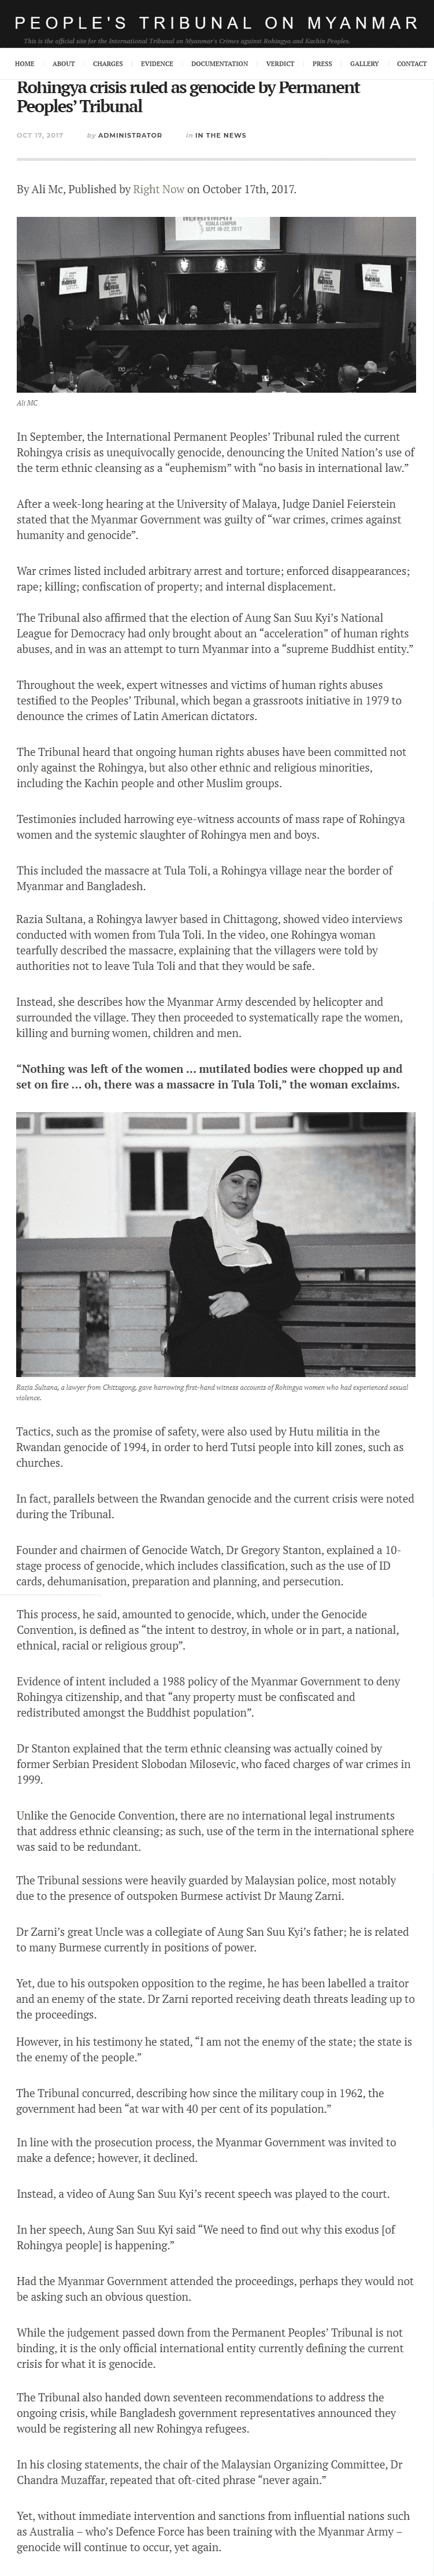 PEOPLE'S TRIBUNAL ON MYANMAR
This is the official site for the International Tribunal on Myanmar's Crimes against Rohingya and Kachin Peoples.
HOME ABOUT CHARGES EVIDENCE DOCUMENTATION VERDICT PRESS GALLERY CONTACT
Rohingya crisis ruled as genocide by Permanent
Peoples’ Tribunal
OCT 17, 2017 by ADMINISTRATOR in IN THE NEWS
By Ali Mc, Published by Right Now on October 17th, 2017.
KUALA LUMPUR
SEPT 18-22, 2017
Ali MC
In September, the International Permanent Peoples’ Tribunal ruled the current
Rohingya crisis as unequivocally genocide, denouncing the United Nation’s use of
the term ethnic cleansing as a “euphemism” with “no basis in international law.”
After a week-long hearing at the University of Malaya, Judge Daniel Feierstein
stated that the Myanmar Government was guilty of “war crimes, crimes against
humanity and genocide”.
War crimes listed included arbitrary arrest and torture; enforced disappearances;
rape; killing; confiscation of property; and internal displacement.
The Tribunal also affirmed that the election of Aung San Suu Kyi’s National
League for Democracy had only brought about an “acceleration” of human rights
abuses, and in was an attempt to turn Myanmar into a “supreme Buddhist entity.”
Throughout the week, expert witnesses and victims of human rights abuses
testified to the Peoples’ Tribunal, which began a grassroots initiative in 1979 to
denounce the crimes of Latin American dictators.
The Tribunal heard that ongoing human rights abuses have been committed not
only against the Rohingya, but also other ethnic and religious minorities,
including the Kachin people and other Muslim groups.
Testimonies included harrowing eye-witness accounts of mass rape of Rohingya
women and the systemic slaughter of Rohingya men and boys.
This included the massacre at Tula Toli, a Rohingya village near the border of
Myanmar and Bangladesh.
Razia Sultana, a Rohingya lawyer based in Chittagong, showed video interviews
conducted with women from Tula Toli. In the video, one Rohingya woman
tearfully described the massacre, explaining that the villagers were told by
authorities not to leave Tula Toli and that they would be safe.
Instead, she describes how the Myanmar Army descended by helicopter and
surrounded the village. They then proceeded to systematically rape the women,
killing and burning women, children and men.
“Nothing was left of the women … mutilated bodies were chopped up and
set on fire … oh, there was a massacre in Tula Toli,” the woman exclaims.
Razia Sultana, a lawyer from Chittagong, gave harrowing first-hand witness accounts of Rohingya women who had experienced sexual
violence.
Tactics, such as the promise of safety, were also used by Hutu militia in the
Rwandan genocide of 1994, in order to herd Tutsi people into kill zones, such as
churches.
In fact, parallels between the Rwandan genocide and the current crisis were noted
during the Tribunal.
Founder and chairmen of Genocide Watch, Dr Gregory Stanton, explained a 10-
stage process of genocide, which includes classification, such as the use of ID
cards, dehumanisation, preparation and planning, and persecution.
This process, he said, amounted to genocide, which, under the Genocide
Convention, is defined as “the intent to destroy, in whole or in part, a national,
ethnical, racial or religious group”.
Evidence of intent included a 1988 policy of the Myanmar Government to deny
Rohingya citizenship, and that “any property must be confiscated and
redistributed amongst the Buddhist population”.
Dr Stanton explained that the term ethnic cleansing was actually coined by
former Serbian President Slobodan Milosevic, who faced charges of war crimes in
1999.
Unlike the Genocide Convention, there are no international legal instruments
that address ethnic cleansing; as such, use of the term in the international sphere
was said to be redundant.
The Tribunal sessions were heavily guarded by Malaysian police, most notably
due to the presence of outspoken Burmese activist Dr Maung Zarni.
Dr Zarni’s great Uncle was a collegiate of Aung San Suu Kyi’s father; he is related
to many Burmese currently in positions of power.
Yet, due to his outspoken opposition to the regime, he has been labelled a traitor
and an enemy of the state. Dr Zarni reported receiving death threats leading up to
the proceedings.
However, in his testimony he stated, “I am not the enemy of the state; the state is
the enemy of the people.”
The Tribunal concurred, describing how since the military coup in 1962, the
government had been “at war with 40 per cent of its population.”
In line with the prosecution process, the Myanmar Government was invited to
make a defence; however, it declined.
Instead, a video of Aung San Suu Kyi’s recent speech was played to the court.
In her speech, Aung San Suu Kyi said “We need to find out why this exodus [of
Rohingya people] is happening.”
Had the Myanmar Government attended the proceedings, perhaps they would not
be asking such an obvious question.
While the judgement passed down from the Permanent Peoples’ Tribunal is not
binding, it is the only official international entity currently defining the current
crisis for what it is genocide.
The Tribunal also handed down seventeen recommendations to address the
ongoing crisis, while Bangladesh government representatives announced they
would be registering all new Rohingya refugees.
In his closing statements, the chair of the Malaysian Organizing Committee, Dr
Chandra Muzaffar, repeated that oft-cited phrase “never again.”
Yet, without immediate intervention and sanctions from influential nations such
as Australia – who’s Defence Force has been training with the Myanmar Army –
genocide will continue to occur, yet again.